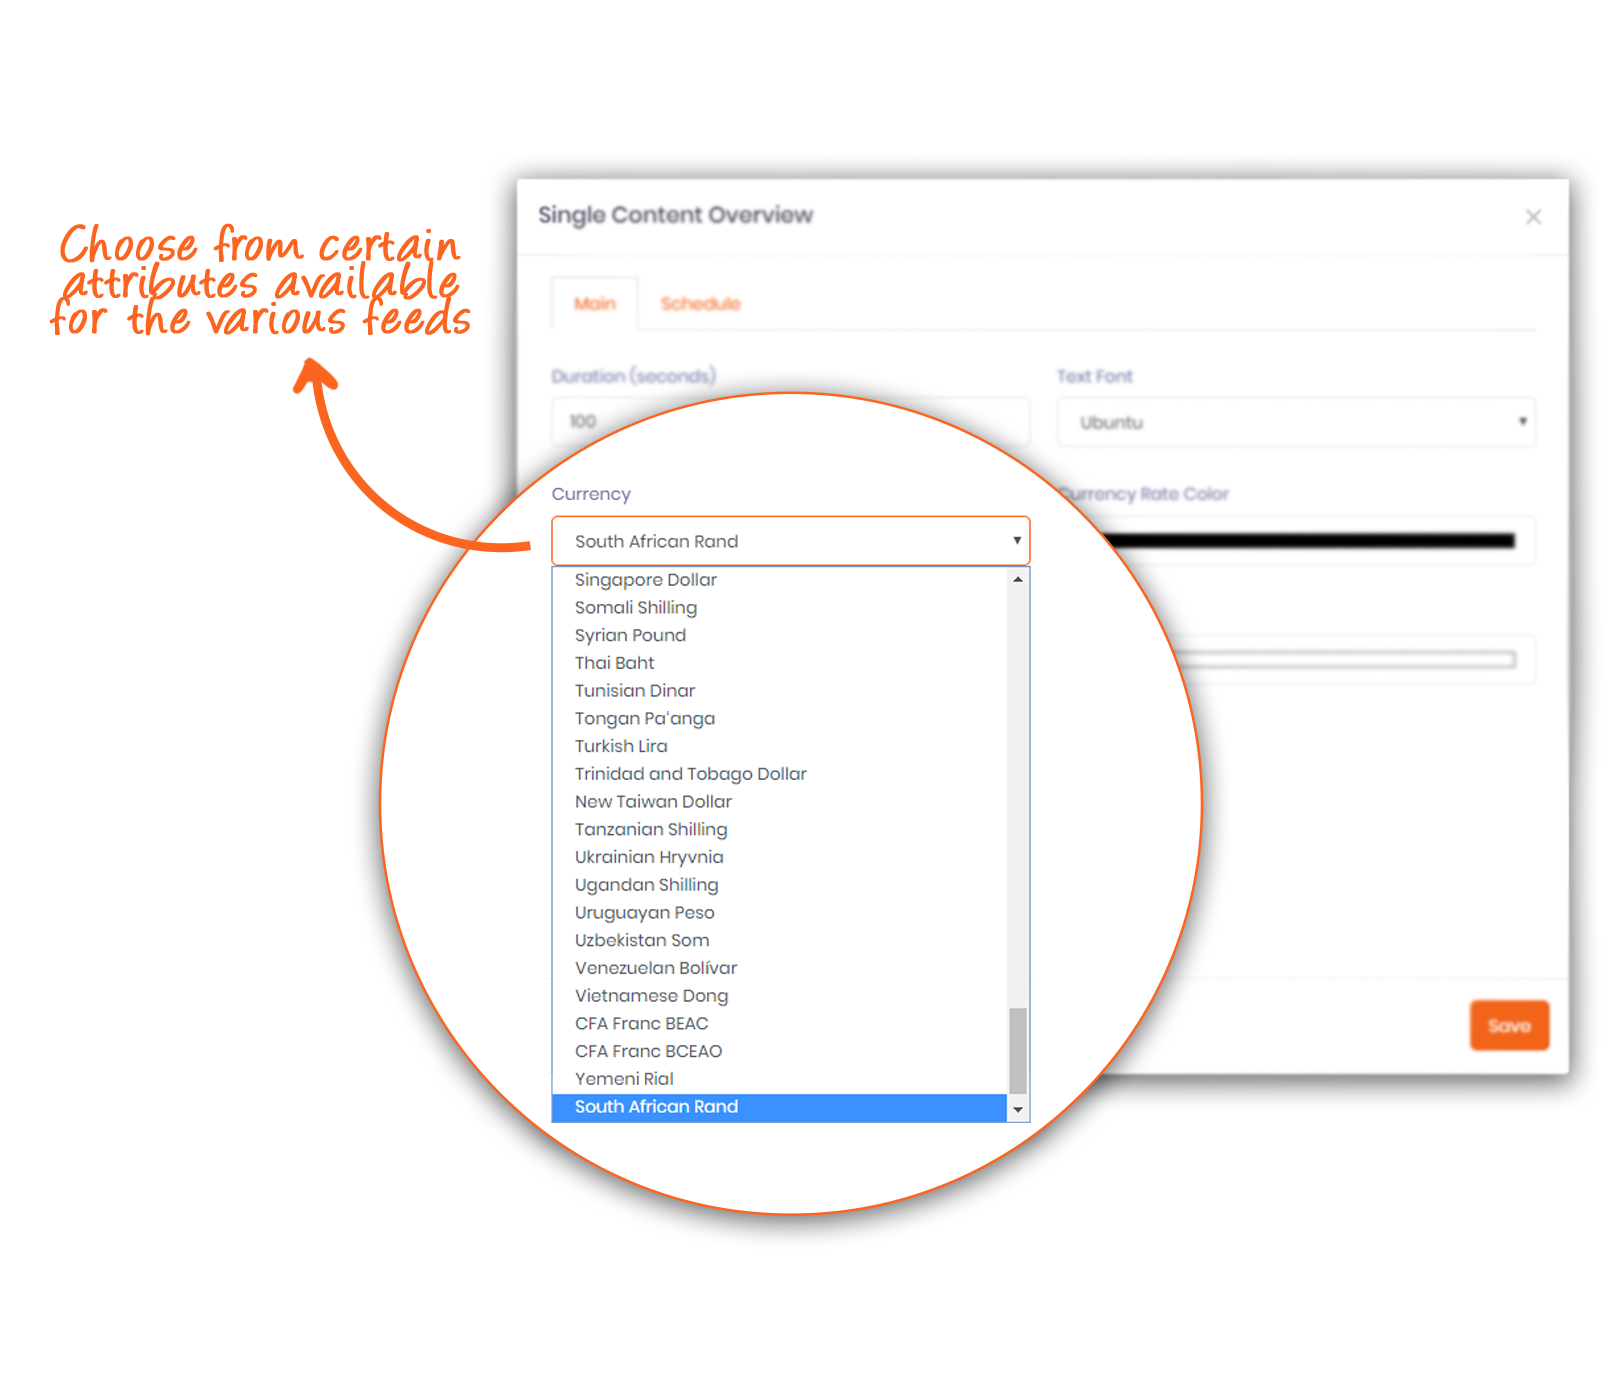 Choose from certain
attributes available
for the various feeds
Single Content Overview
Main
Schedule
Duration (seconds)
Text Font
100
Ubuntu
Currency
Currency Rate Color
South African Rand
Singapore Dollar
Somali Shilling
Syrian Pound
Thai Baht
Tunisian Dinar
Tongan Paʻanga
Turkish Lira
Trinidad and Tobago Dollar
New Taiwan Dollar
Tanzanian Shilling
Ukrainian Hryvnia
Ugandan Shilling
Uruguayan Peso
Uzbekistan Som
Venezuelan Bolívar
Vietnamese Dong
CFA Franc BEAC
CFA Franc BCEAO
Yemeni Rial
South African Rand
Save